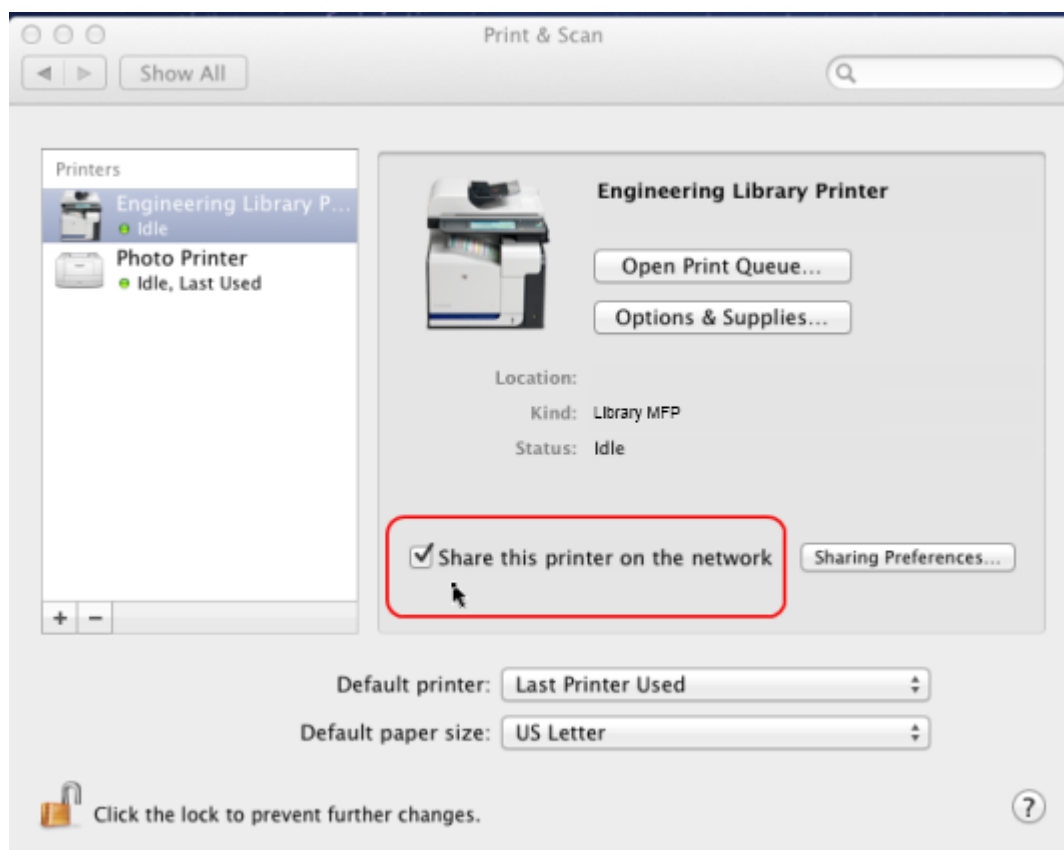 Print & Scan
Show All
Printers
Engineering Library P...
Idle
Photo Printer
Idle, Last Used
Engineering Library Printer
Open Print Queue...
Options & Supplies...
Location:
Kind: Library MFP
Status: Idle
Share this printer on the network
Sharing Preferences...
+ −
Default printer: Last Printer Used
Default paper size: US Letter
Click the lock to prevent further changes.
?